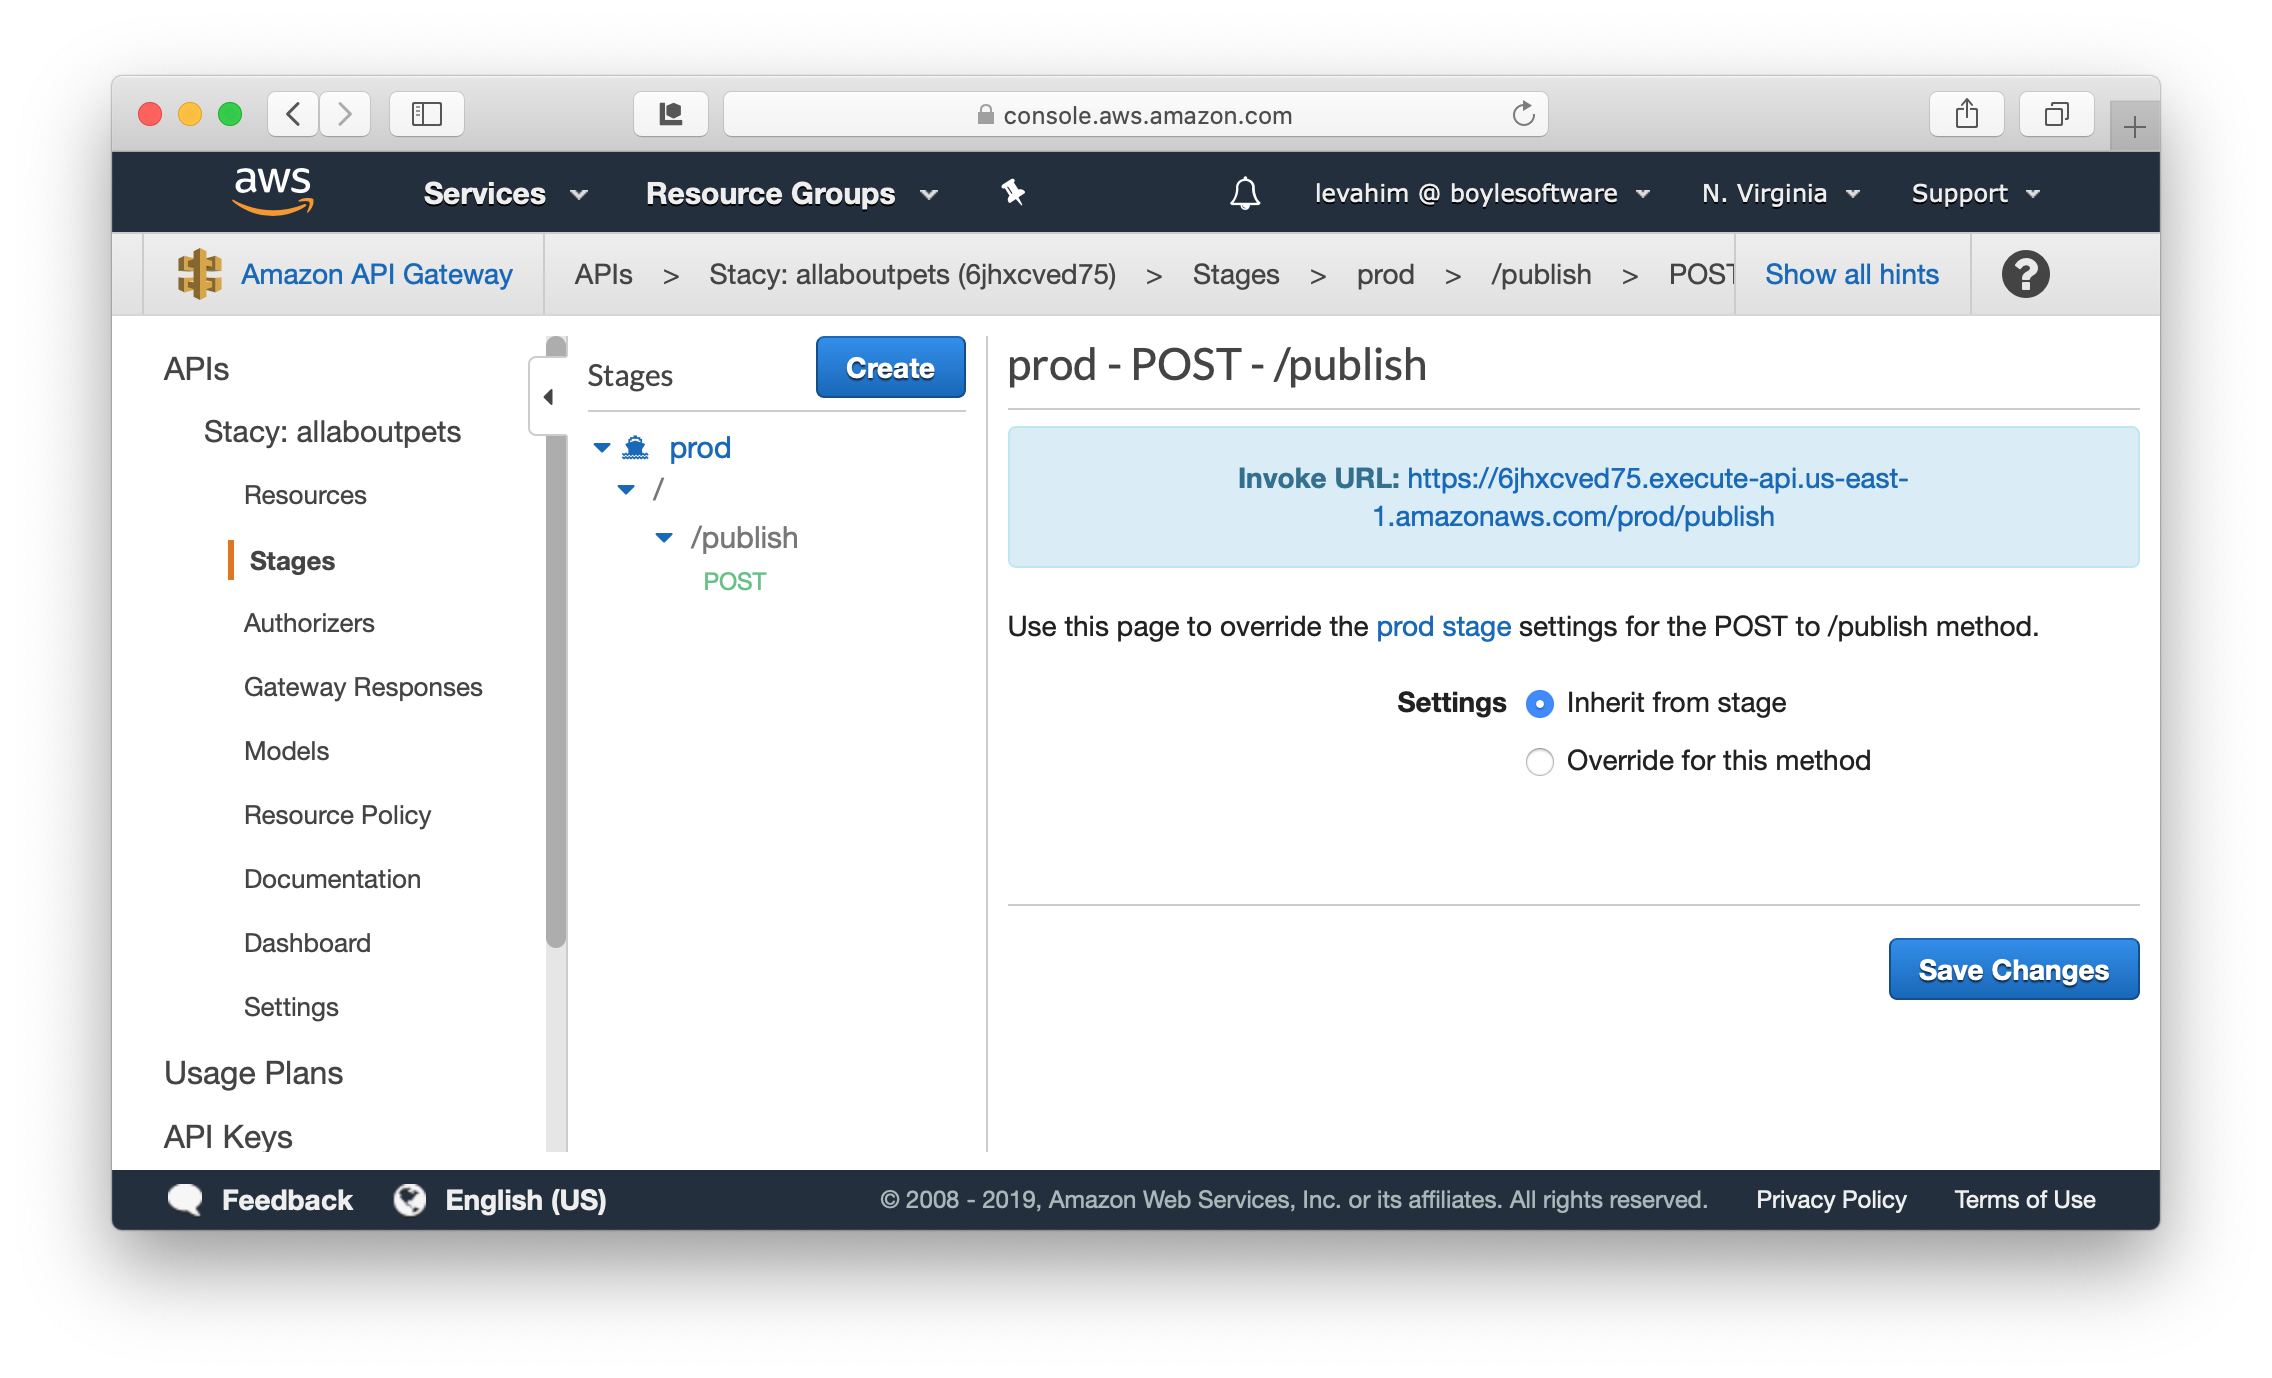 console.aws.amazon.com
aws Services Resource Groups levahim @ boylesoftware N. Virginia Support
Amazon API Gateway APIs > Stacy: allaboutpets (6jhxcved75) > Stages > prod > /publish > POST Show all hints ?
APIs
Stacy: allaboutpets
Resources
Stages
Authorizers
Gateway Responses
Models
Resource Policy
Documentation
Dashboard
Settings
Usage Plans
API Keys
Stages Create
prod
/
/publish
POST
prod - POST - /publish
Invoke URL: https://6jhxcved75.execute-api.us-east-
1.amazonaws.com/prod/publish
Use this page to override the prod stage settings for the POST to /publish method.
Settings Inherit from stage
Override for this method
Save Changes
Feedback English (US) © 2008 - 2019, Amazon Web Services, Inc. or its affiliates. All rights reserved. Privacy Policy Terms of Use